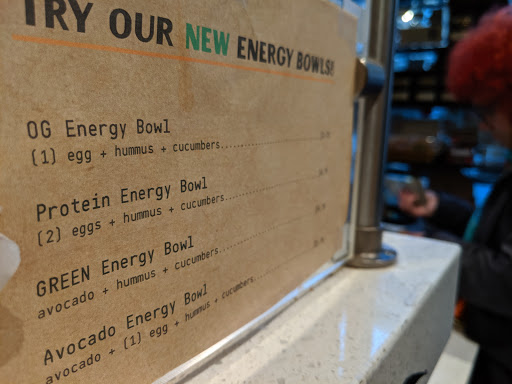 TRY OUR NEW ENERGY BOWLS!
OG Energy Bowl
(1) egg + hummus + cucumbers
Protein Energy Bowl
(2) eggs + hummus + cucumbers
GREEN Energy Bowl
avocado + hummus + cucumbers
Avocado Energy Bowl
avocado + (1) egg + hummus + cucumbers